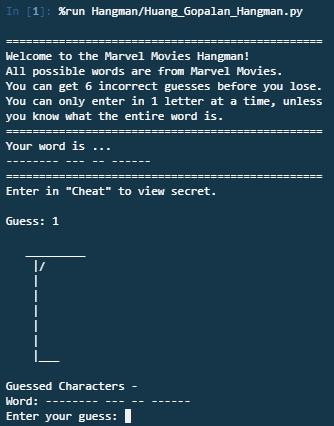 In [1]: %run Hangman/Huang_Gopalan_Hangman.py
================================================
Welcome to the Marvel Movies Hangman!
All possible words are from Marvel Movies.
You can get 6 incorrect guesses before you lose.
You can only enter in 1 letter at a time, unless
you know what the entire word is.
================================================
Your word is ...
-------- --- -- ------
================================================
Enter in "Cheat" to view secret.
Guess: 1
_________
|/
|
|
|
|
|
|___
Guessed Characters -
Word: -------- --- -- ------
Enter your guess: